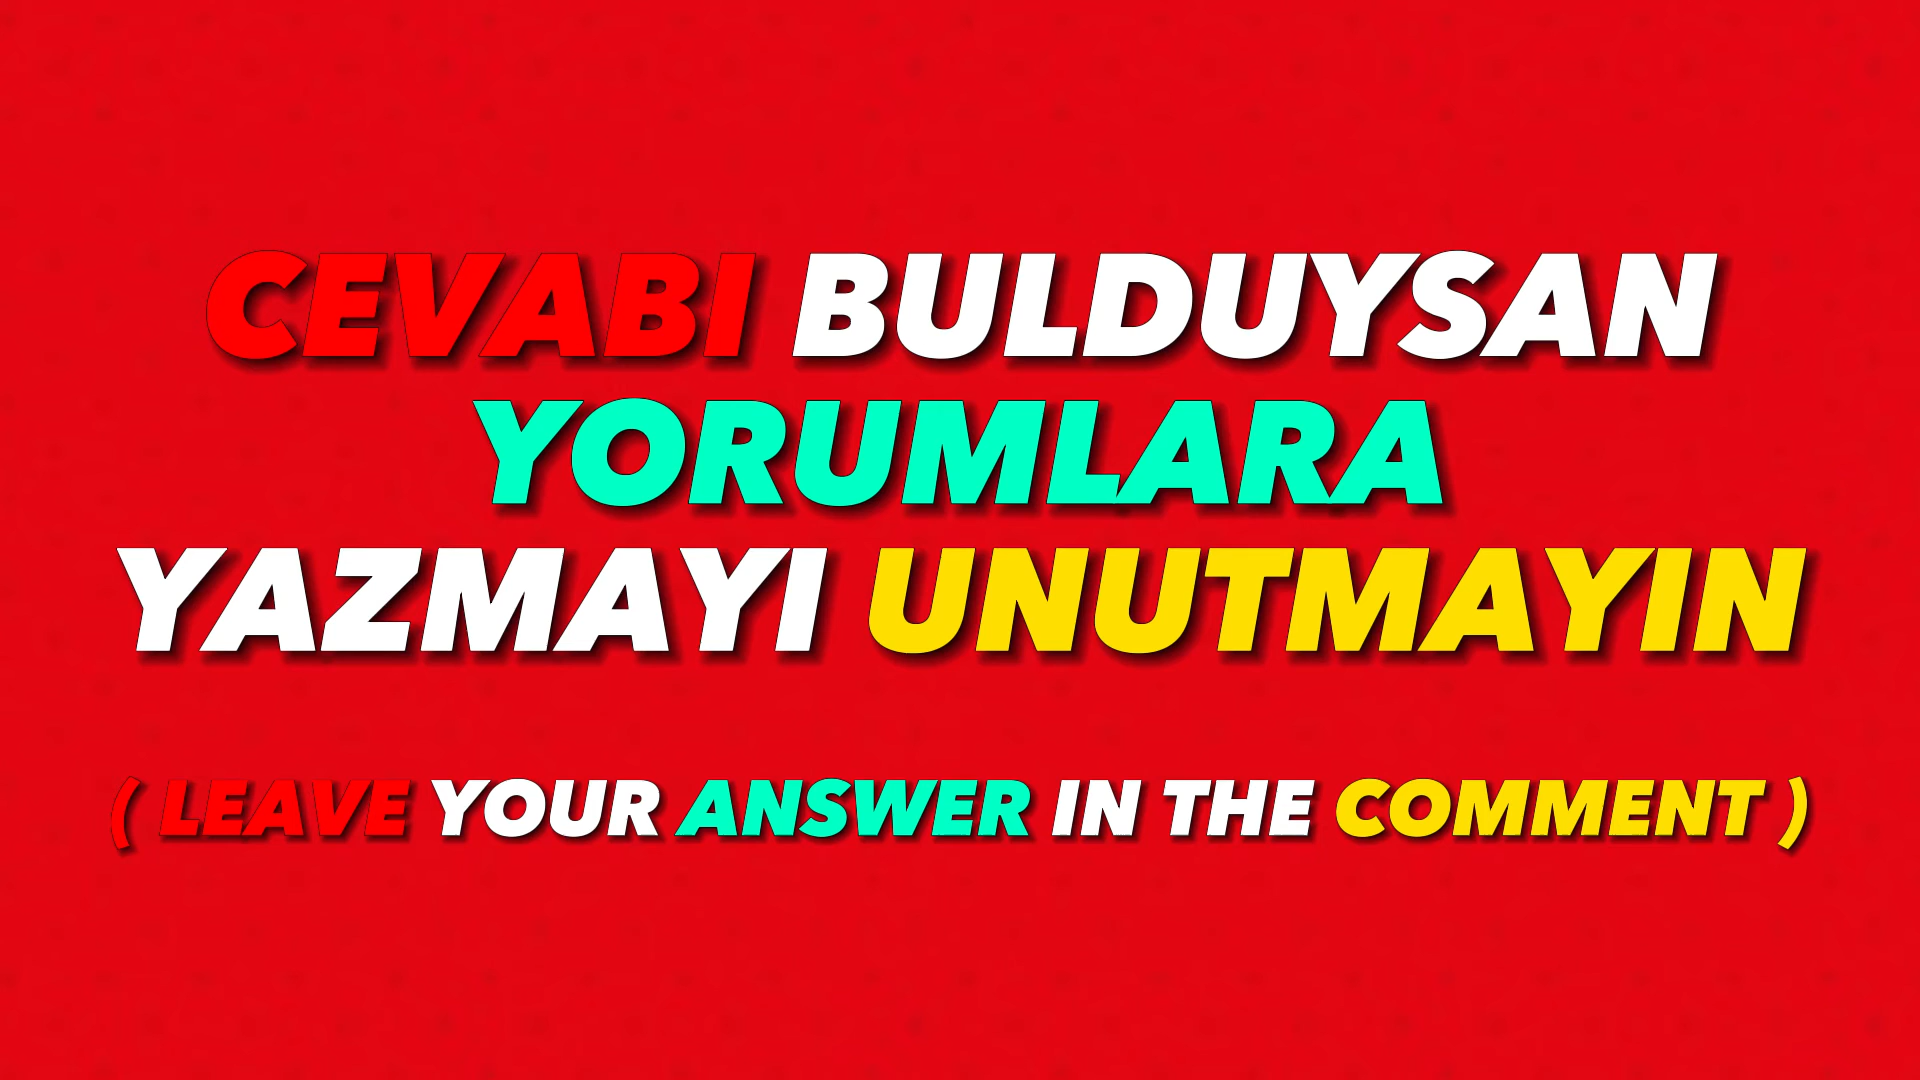 CEVABI BULDUYSAN
YORUMLARA
YAZMAYI UNUTMAYIN
( LEAVE YOUR ANSWER IN THE COMMENT )